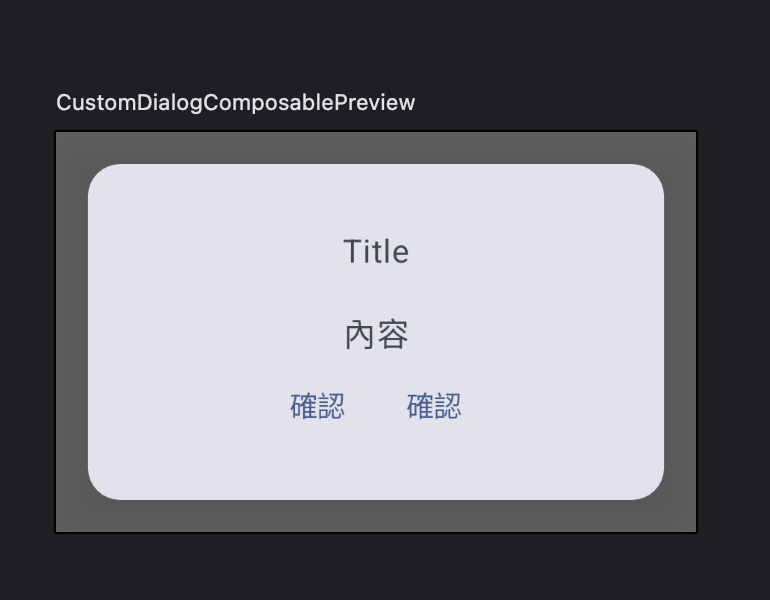 CustomDialogComposablePreview
Title
內容
確認 確認